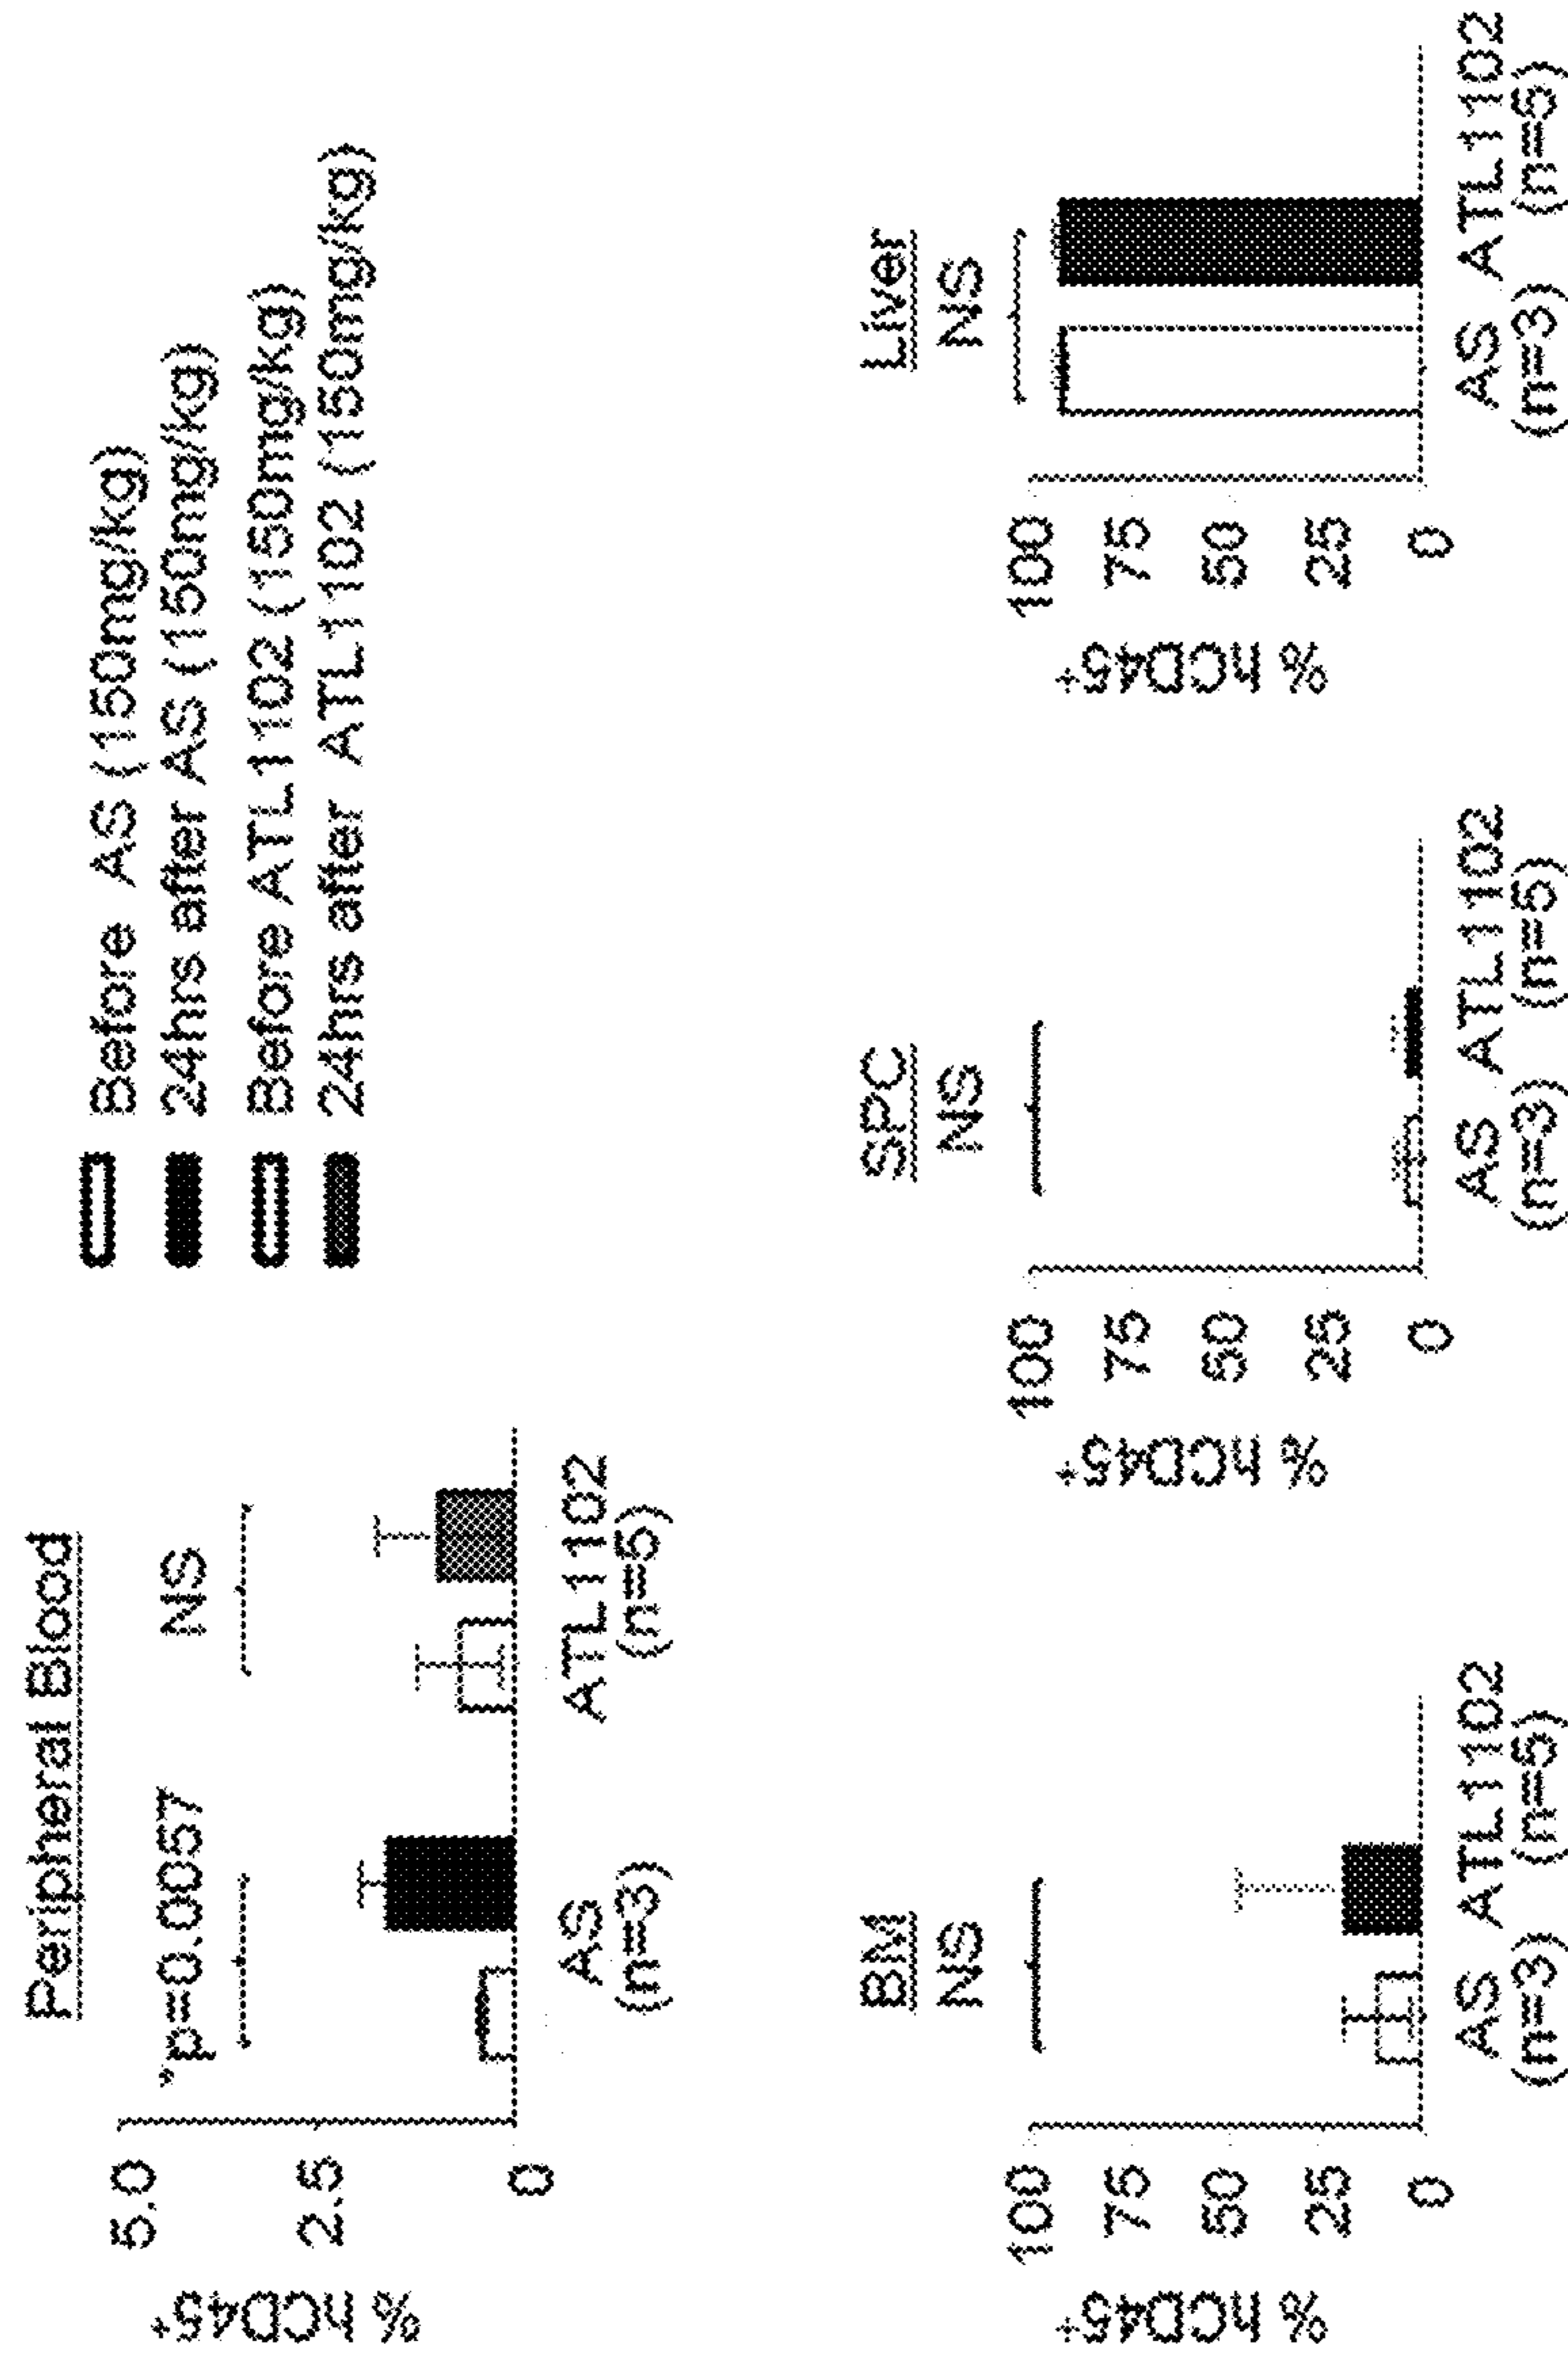 Peripheral Blood
*p=0.0057
NS
5.0
2.5
0
% hCD45+
AS
(n=3)
ATL1102
(n=5)
Before AS (150mg/kg)
24hrs after AS (150mg/kg)
Before ATL1102 (150mg/kg)
24hrs after ATL1102 (150mg/kg)
BM
NS
100
75
50
25
0
% hCD45+
AS ATL1102
(n=3) (n=5)
SPC
NS
100
75
50
25
0
% hCD45+
AS ATL1102
(n=3) (n=5)
Liver
NS
100
75
50
25
0
% hCD45+
AS ATL1102
(n=3) (n=5)